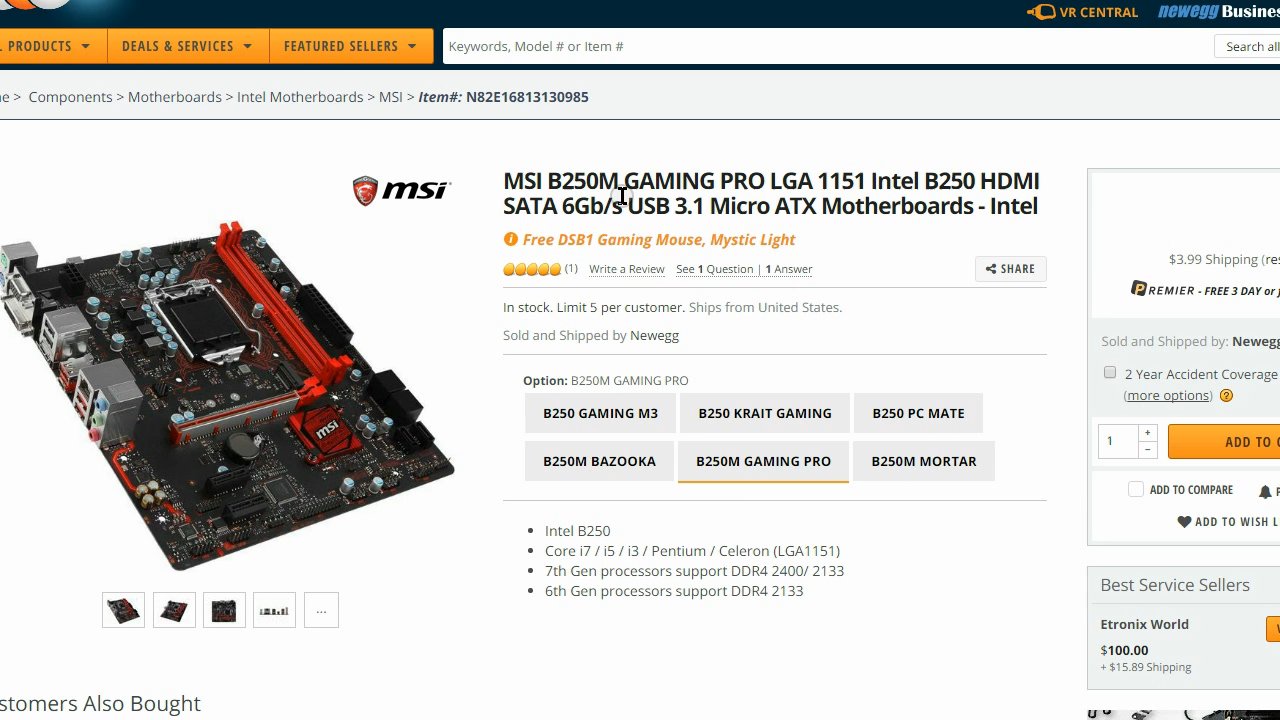 VR CENTRAL
newegg Busines
L PRODUCTS
DEALS & SERVICES
FEATURED SELLERS
Keywords, Model # or Item #
Search all
e > Components > Motherboards > Intel Motherboards > MSI > Item#: N82E16813130985
msi
MSI B250M GAMING PRO LGA 1151 Intel B250 HDMI
SATA 6Gb/s USB 3.1 Micro ATX Motherboards - Intel
Free DSB1 Gaming Mouse, Mystic Light
(1) Write a Review See 1 Question | 1 Answer
SHARE
In stock. Limit 5 per customer. Ships from United States.
Sold and Shipped by Newegg
Option: B250M GAMING PRO
B250 GAMING M3
B250 KRAIT GAMING
B250 PC MATE
B250M BAZOOKA
B250M GAMING PRO
B250M MORTAR
Intel B250
Core i7 / i5 / i3 / Pentium / Celeron (LGA1151)
7th Gen processors support DDR4 2400/ 2133
6th Gen processors support DDR4 2133
msi
...
stomers Also Bought
$3.99 Shipping (res
PREMIER - FREE 3 DAY or f
Sold and Shipped by: Newegg
2 Year Accident Coverage
(more options) ?
1
+
−
ADD TO C
ADD TO COMPARE
P
ADD TO WISH L
Best Service Sellers
Etronix World
$100.00
+ $15.89 Shipping